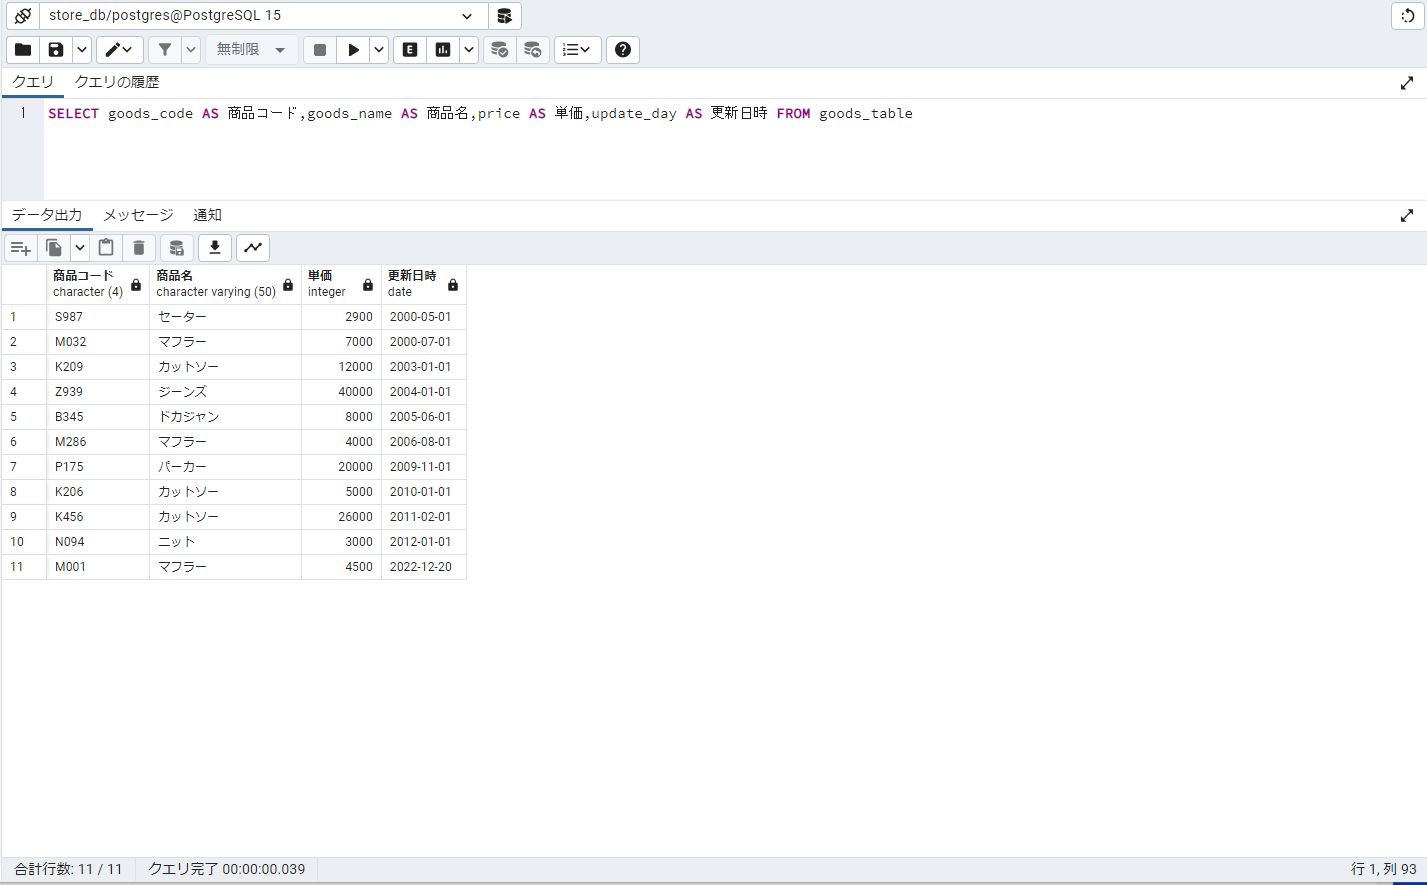 store_db/postgres@PostgreSQL 15
無制限
E
クエリ クエリの履歴
1 SELECT goods_code AS 商品コード,goods_name AS 商品名,price AS 単価,update_day AS 更新日時 FROM goods_table
データ出力 メッセージ 通知
商品コード 商品名 単価 更新日時
character (4) character varying (50) integer date
1 S987 セーター 2900 2000-05-01
2 M032 マフラー 7000 2000-07-01
3 K209 カットソー 12000 2003-01-01
4 Z939 ジーンズ 40000 2004-01-01
5 B345 ドカジャン 8000 2005-06-01
6 M286 マフラー 4000 2006-08-01
7 P175 パーカー 20000 2009-11-01
8 K206 カットソー 5000 2010-01-01
9 K456 カットソー 26000 2011-02-01
10 N094 ニット 3000 2012-01-01
11 M001 マフラー 4500 2022-12-20
合計行数: 11 / 11 クエリ完了 00:00:00.039 行 1, 列 93